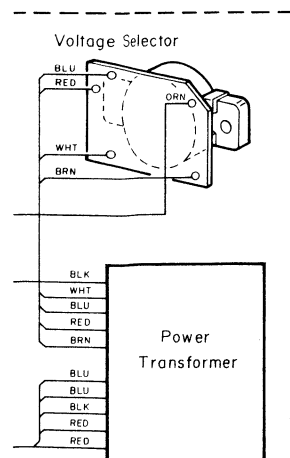 Voltage Selector
BLU
RED
ORN
WHT
BRN
BLK
WHT
BLU
RED
BRN
Power
Transformer
BLU
BLU
BLK
RED
RED